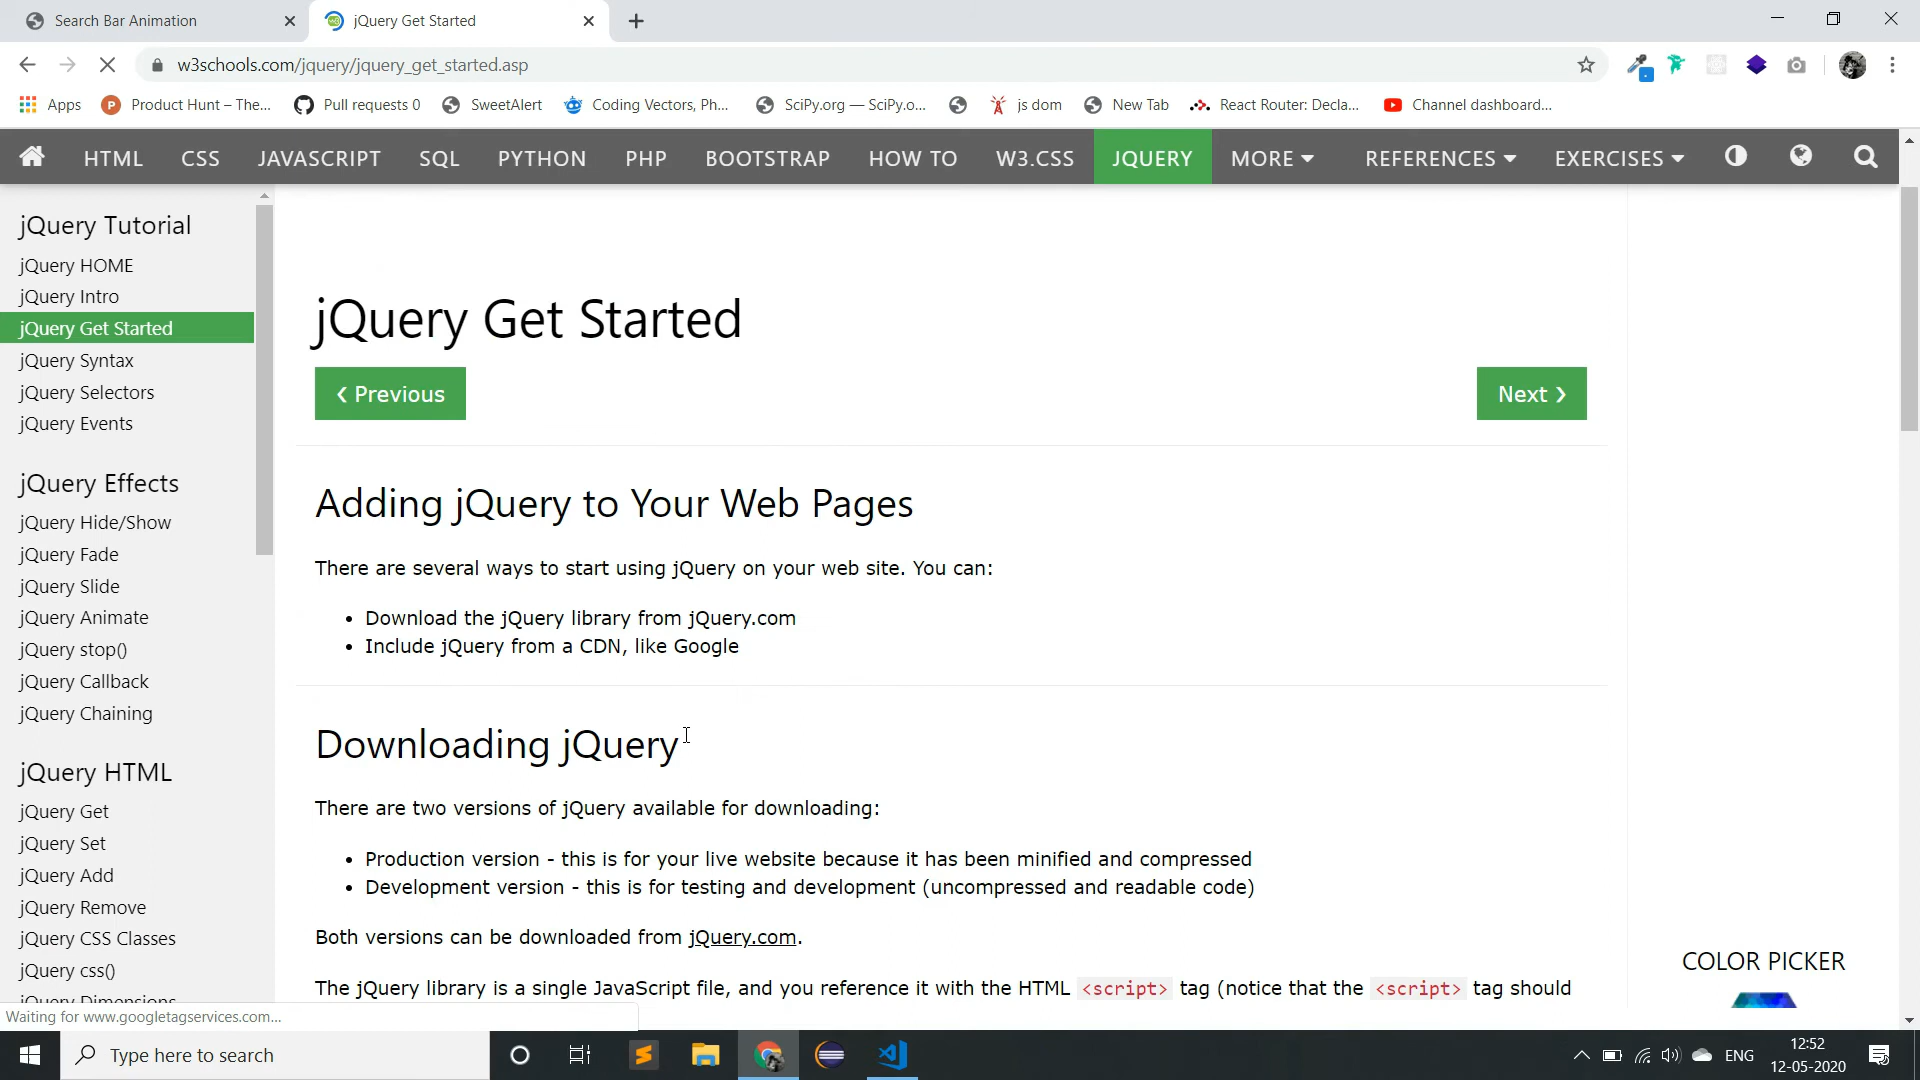 Search Bar Animation
jQuery Get Started
w3schools.com/jquery/jquery_get_started.asp
Apps
Product Hunt – The...
Pull requests 0
SweetAlert
Coding Vectors, Ph...
SciPy.org — SciPy.o...
js dom
New Tab
React Router: Decla...
Channel dashboard...
HTML
CSS
JAVASCRIPT
SQL
PYTHON
PHP
BOOTSTRAP
HOW TO
W3.CSS
JQUERY
MORE
REFERENCES
EXERCISES
jQuery Tutorial
jQuery HOME
jQuery Intro
jQuery Get Started
jQuery Syntax
jQuery Selectors
jQuery Events
jQuery Effects
jQuery Hide/Show
jQuery Fade
jQuery Slide
jQuery Animate
jQuery stop()
jQuery Callback
jQuery Chaining
jQuery HTML
jQuery Get
jQuery Set
jQuery Add
jQuery Remove
jQuery CSS Classes
jQuery css()
jQuery Dimensions
jQuery Get Started
❮ Previous
Next ❯
Adding jQuery to Your Web Pages
There are several ways to start using jQuery on your web site. You can:
• Download the jQuery library from jQuery.com
• Include jQuery from a CDN, like Google
Downloading jQuery
There are two versions of jQuery available for downloading:
• Production version - this is for your live website because it has been minified and compressed
• Development version - this is for testing and development (uncompressed and readable code)
Both versions can be downloaded from jQuery.com.
The jQuery library is a single JavaScript file, and you reference it with the HTML <script> tag (notice that the <script> tag should
COLOR PICKER
Waiting for www.googletagservices.com...
Type here to search
ENG
12:52
12-05-2020